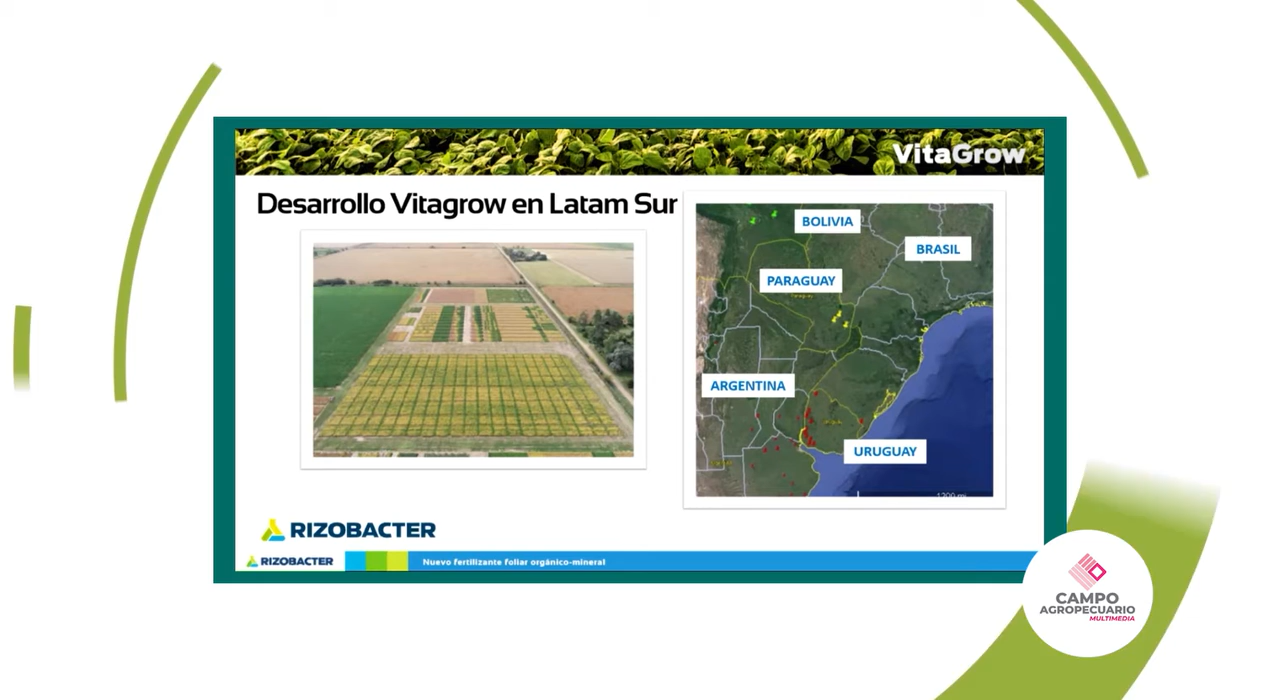 VitaGrow
Desarrollo Vitagrow en Latam Sur
BOLIVIA
BRASIL
PARAGUAY
Paraguay
ARGENTINA
URUGUAY
RIZOBACTER
RIZOBACTER
Nuevo fertilizante foliar orgánico-mineral
CAMPO
AGROPECUARIO
MULTIMEDIA